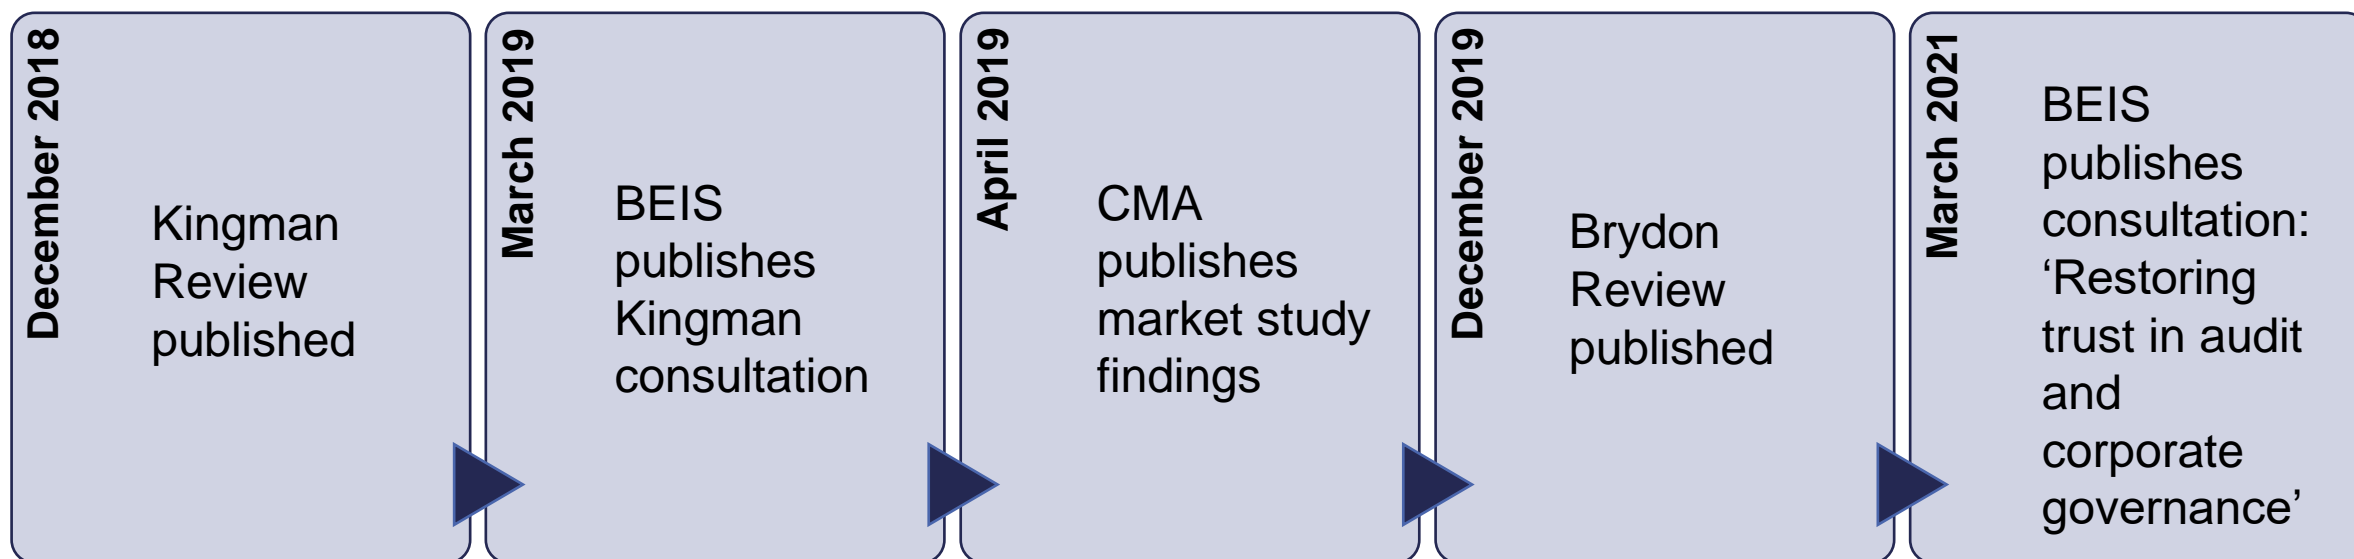 December 2018
Kingman
Review
published
March 2019
BEIS
publishes
Kingman
consultation
April 2019
CMA
publishes
market study
findings
December 2019
Brydon
Review
published
March 2021
BEIS
publishes
consultation:
‘Restoring
trust in audit
and
corporate
governance’